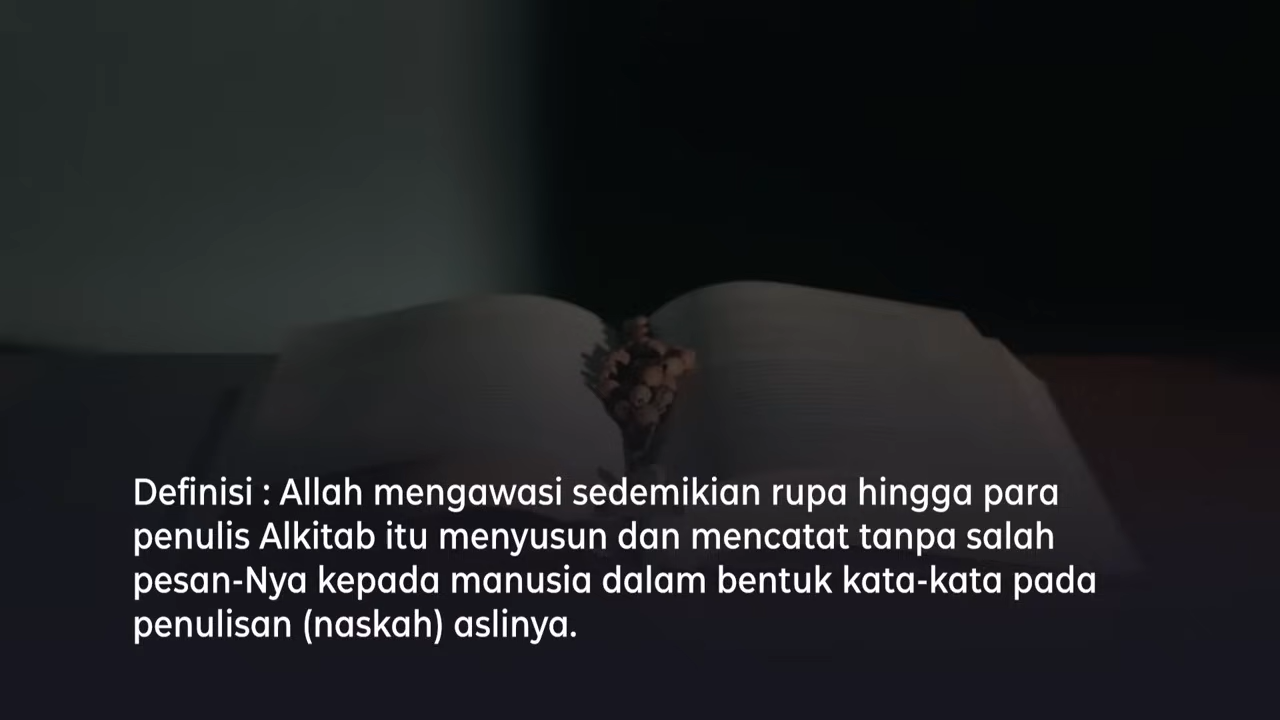 Definisi : Allah mengawasi sedemikian rupa hingga para
penulis Alkitab itu menyusun dan mencatat tanpa salah
pesan-Nya kepada manusia dalam bentuk kata-kata pada
penulisan (naskah) aslinya.